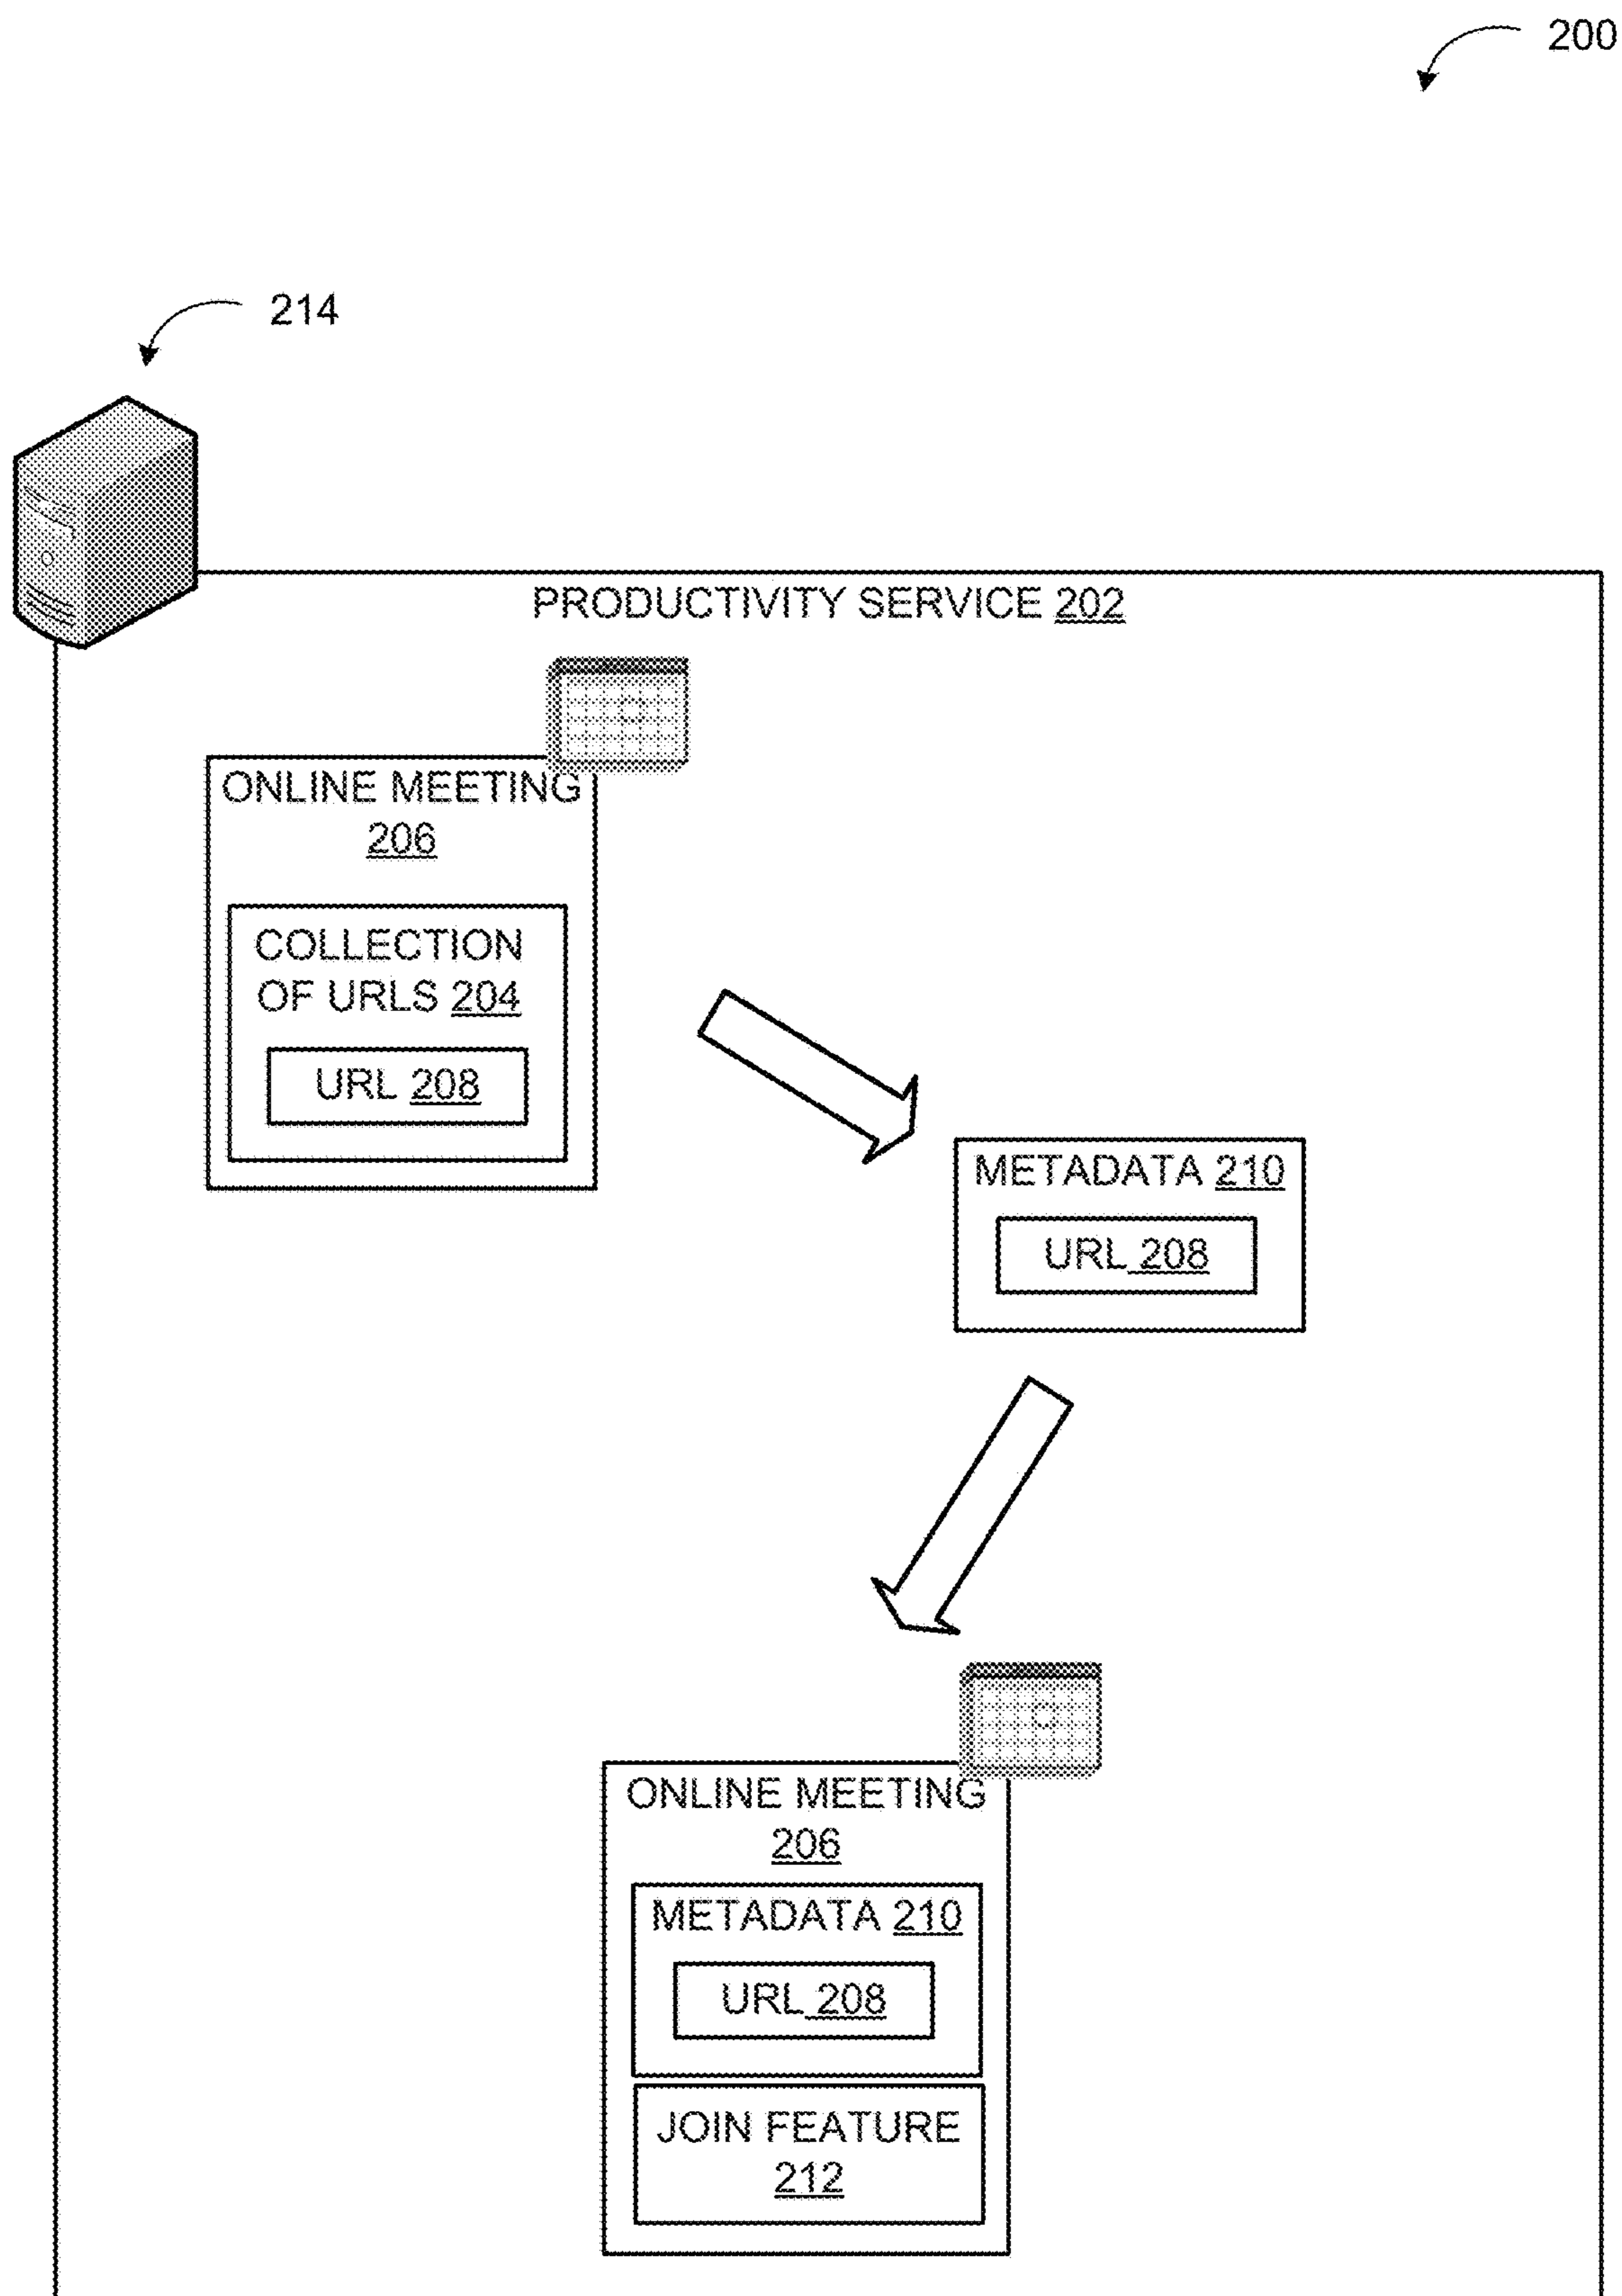 200
214
PRODUCTIVITY SERVICE 202
ONLINE MEETING
206
COLLECTION
OF URLS 204
URL 208
METADATA 210
URL 208
ONLINE MEETING
206
METADATA 210
URL 208
JOIN FEATURE
212